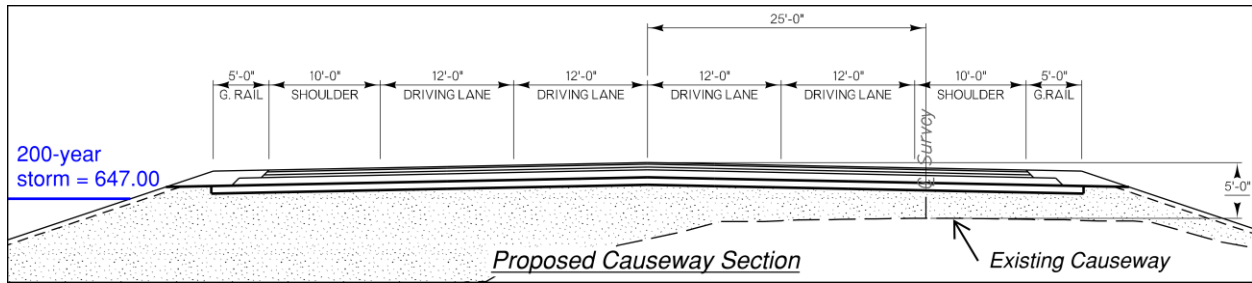 25'-0"
5'-0" 10'-0" 12'-0" 12'-0" 12'-0" 12'-0" 10'-0" 5'-0"
G. RAIL SHOULDER DRIVING LANE DRIVING LANE DRIVING LANE DRIVING LANE SHOULDER G.RAIL
℄ Survey
200-year
storm = 647.00
5'-0"
Proposed Causeway Section
Existing Causeway